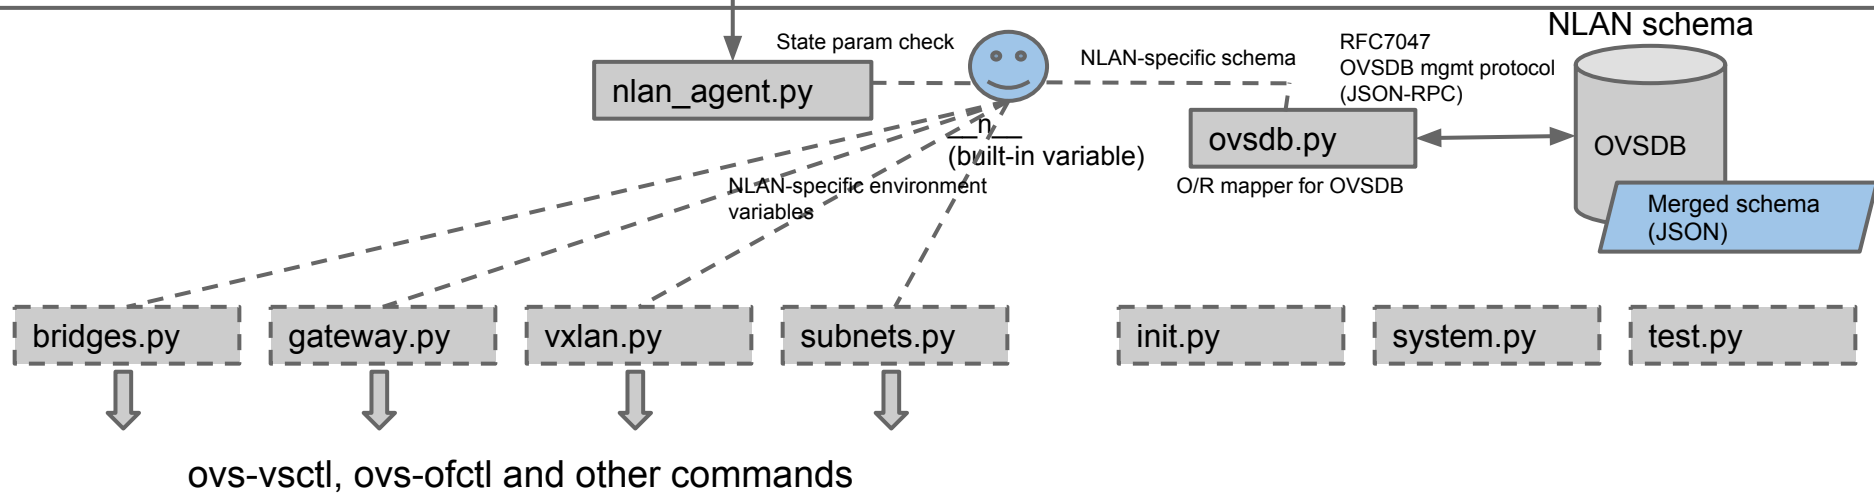 NLAN schema
State param check
NLAN-specific schema
RFC7047
OVSDB mgmt protocol
(JSON-RPC)
nlan_agent.py
__n__
(built-in variable)
ovsdb.py
OVSDB
O/R mapper for OVSDB
NLAN-specific environment
variables
Merged schema
(JSON)
bridges.py
gateway.py
vxlan.py
subnets.py
init.py
system.py
test.py
ovs-vsctl, ovs-ofctl and other commands